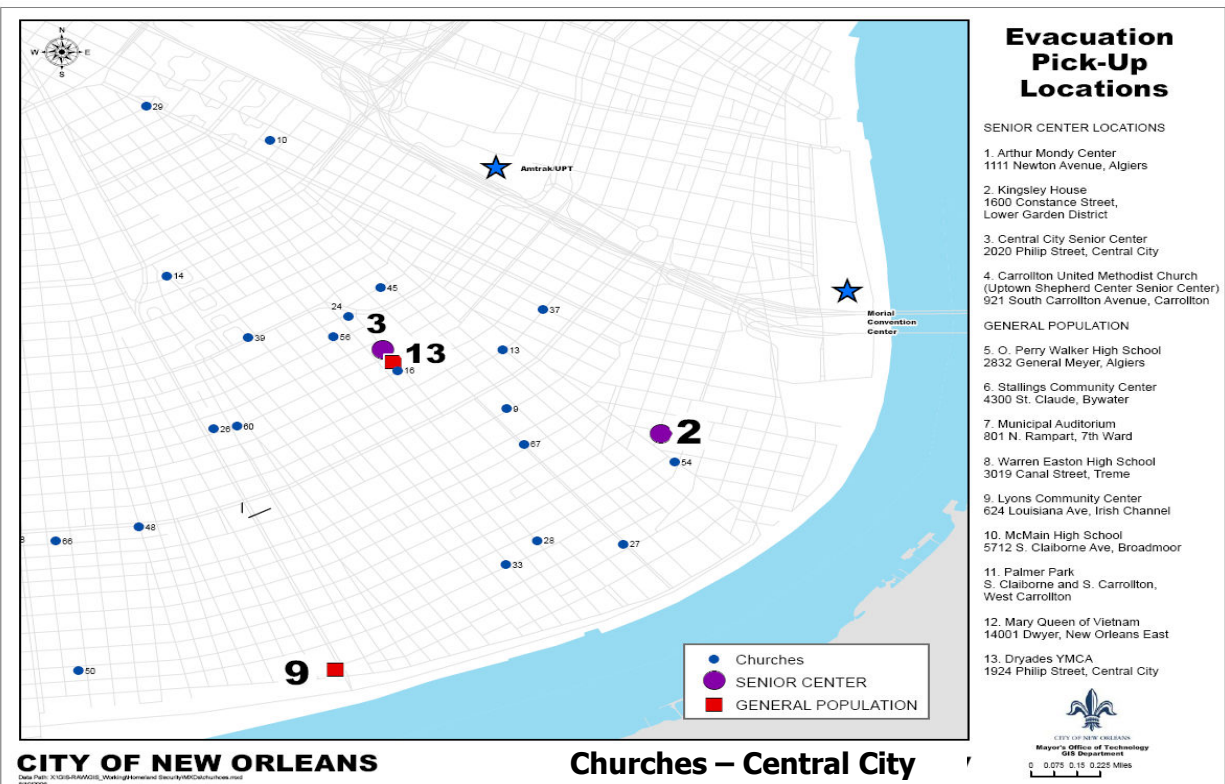 N
W
E
S
29
10
Amtrak/UPT
14
45
24
37
Morial
Convention
Center
3
39
56
13
13
16
9
26
60
2
67
54
48
8
66
28
27
33
9
50
Churches
SENIOR CENTER
GENERAL POPULATION
Evacuation
Pick-Up
Locations
SENIOR CENTER LOCATIONS
1. Arthur Mondy Center
1111 Newton Avenue, Algiers
2. Kingsley House
1600 Constance Street,
Lower Garden District
3. Central City Senior Center
2020 Philip Street, Central City
4. Carrollton United Methodist Church
(Uptown Shepherd Center Senior Center)
921 South Carrollton Avenue, Carrollton
GENERAL POPULATION
5. O. Perry Walker High School
2832 General Meyer, Algiers
6. Stallings Community Center
4300 St. Claude, Bywater
7. Municipal Auditorium
801 N. Rampart, 7th Ward
8. Warren Easton High School
3019 Canal Street, Treme
9. Lyons Community Center
624 Louisiana Ave, Irish Channel
10. McMain High School
5712 S. Claiborne Ave, Broadmoor
11. Palmer Park
S. Claiborne and S. Carrollton,
West Carrollton
12. Mary Queen of Vietnam
14001 Dwyer, New Orleans East
13. Dryades YMCA
1924 Philip Street, Central City
CITY OF NEW ORLEANS
Mayor's Office of Technology
GIS Department
0 0.075 0.15 0.225 Miles
CITY OF NEW ORLEANS
Churches – Central City
Data Path: